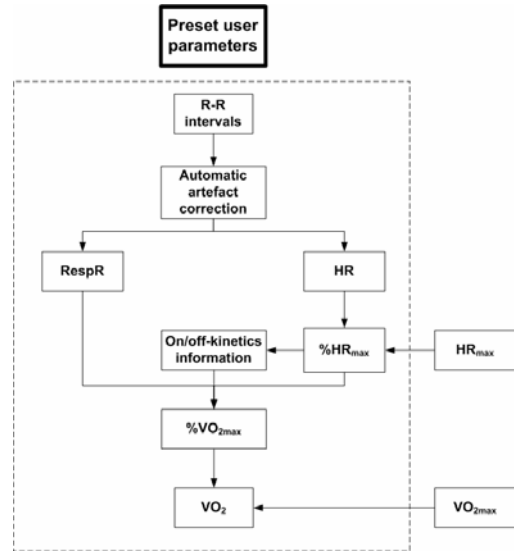 Preset user
parameters
R-R
intervals
Automatic
artefact
correction
RespR
HR
On/off-kinetics
information
%HRmax
HRmax
%VO2max
VO2
VO2max